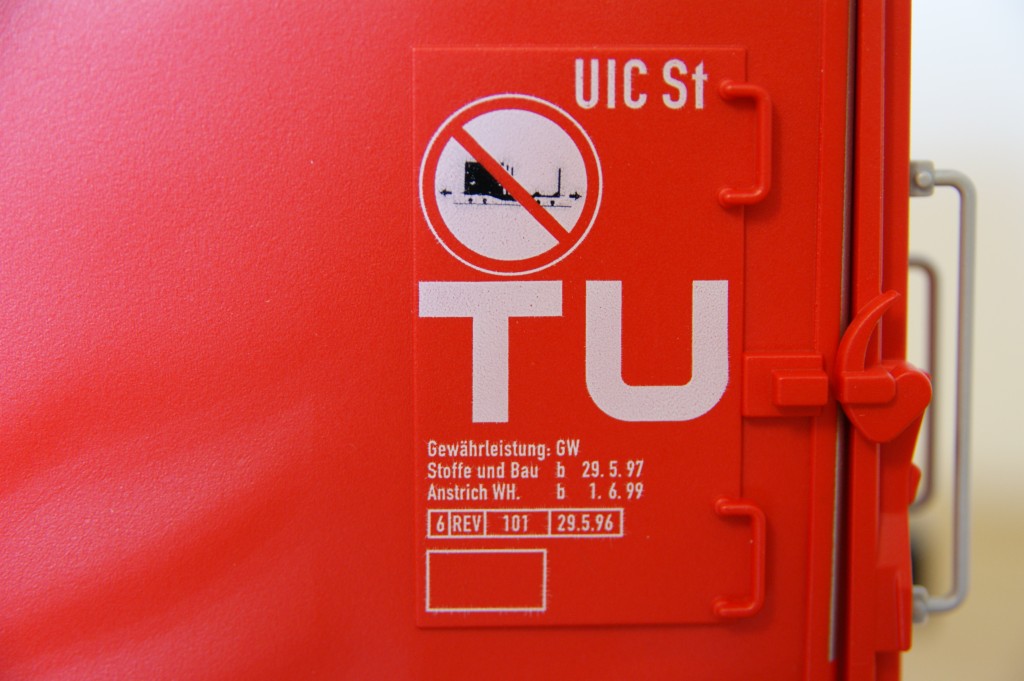 UIC St
TU
Gewährleistung: GW
Stoffe und Bau b 29. 5. 97
Anstrich WH. b 1. 6. 99
6 REV 101 29.5.96